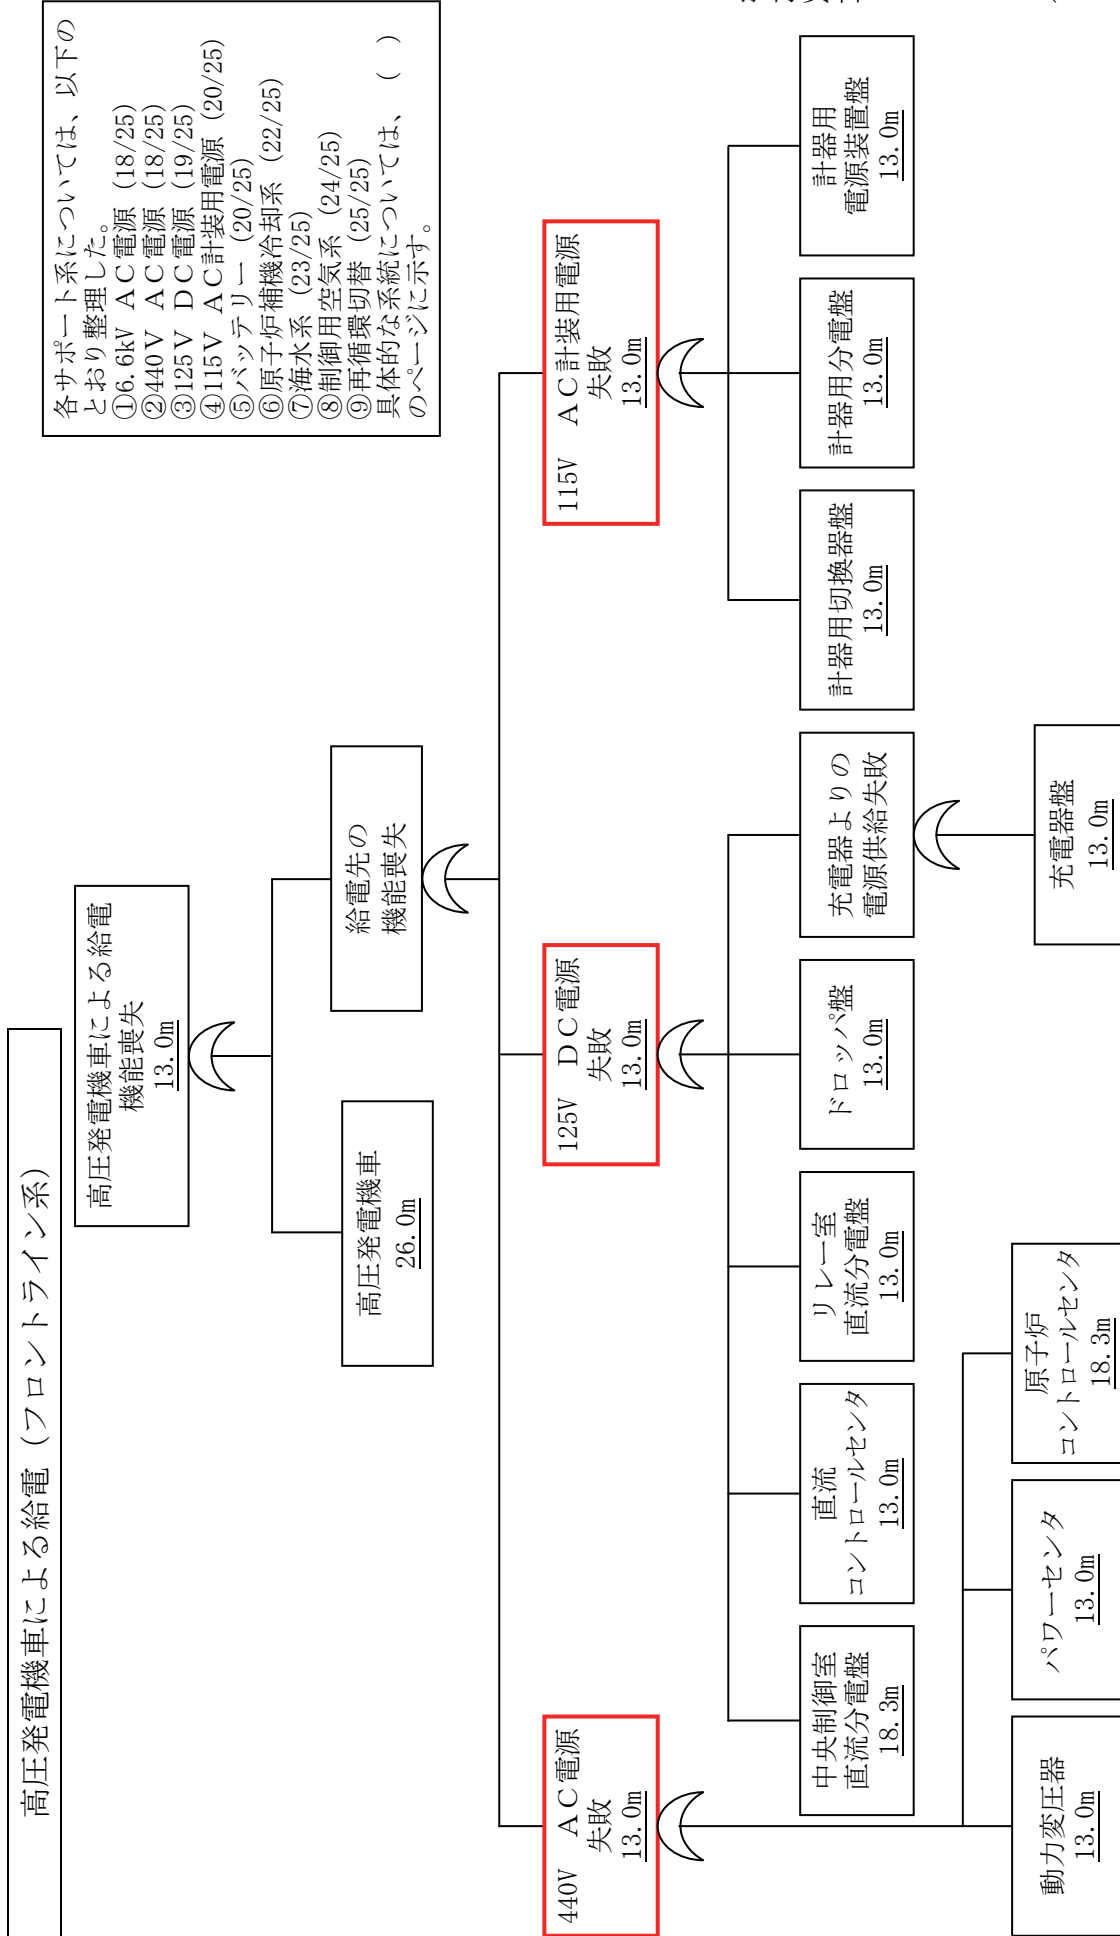 高圧発電機車による給電（フロントライン系）
各サポート系については、以下の
とおり整理した。
①6.6kV ＡＣ電源 (18/25)
②440Ｖ ＡＣ電源 (18/25)
③125Ｖ ＤＣ電源 (19/25)
④115Ｖ ＡＣ計装用電源 (20/25)
⑤バッテリー (20/25)
⑥原子炉補機冷却系 (22/25)
⑦海水系 (23/25)
⑧制御用空気系 (24/25)
⑨再循環切替 (25/25)
具体的な系統については、（ ）
のページに示す。
高圧発電機車による給電
機能喪失
13.0m
高圧発電機車
26.0m
給電先の
機能喪失
440V ＡＣ電源
失敗
13.0m
125V ＤＣ電源
失敗
13.0m
115V ＡＣ計装用電源
失敗
13.0m
中央制御室
直流分電盤
18.3m
直流
コントロールセンタ
13.0m
リレー室
直流分電盤
13.0m
ドロッパ盤
13.0m
充電器よりの
電源供給失敗
計器用切換器盤
13.0m
計器用分電盤
13.0m
計器用
電源装置盤
13.0m
動力変圧器
13.0m
パワーセンタ
13.0m
原子炉
コントロールセンタ
18.3m
充電器盤
13.0m